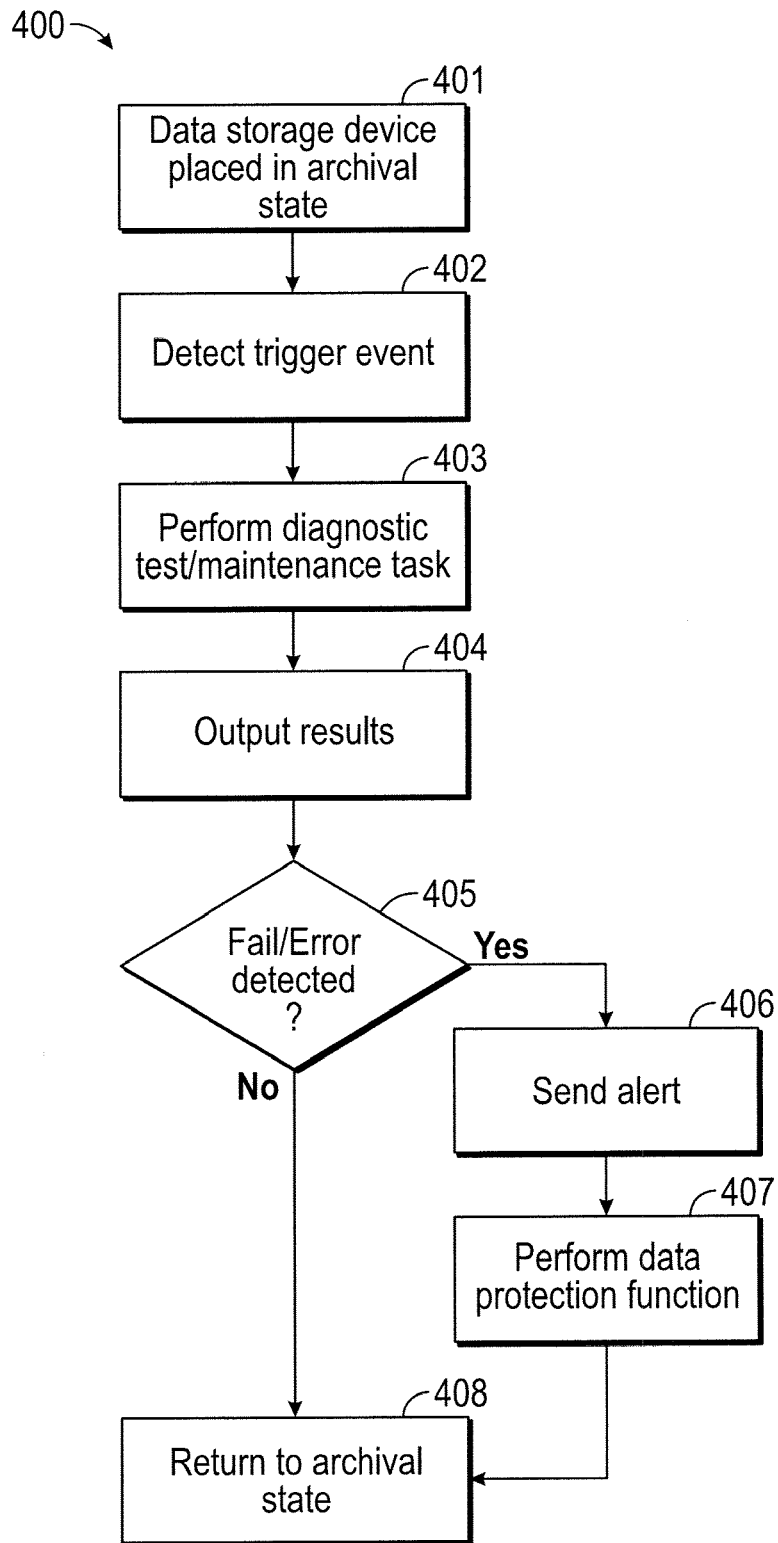 400
401
Data storage device
placed in archival
state
402
Detect trigger event
403
Perform diagnostic
test/maintenance task
404
Output results
405
Fail/Error
detected
?
Yes
No
406
Send alert
407
Perform data
protection function
408
Return to archival
state